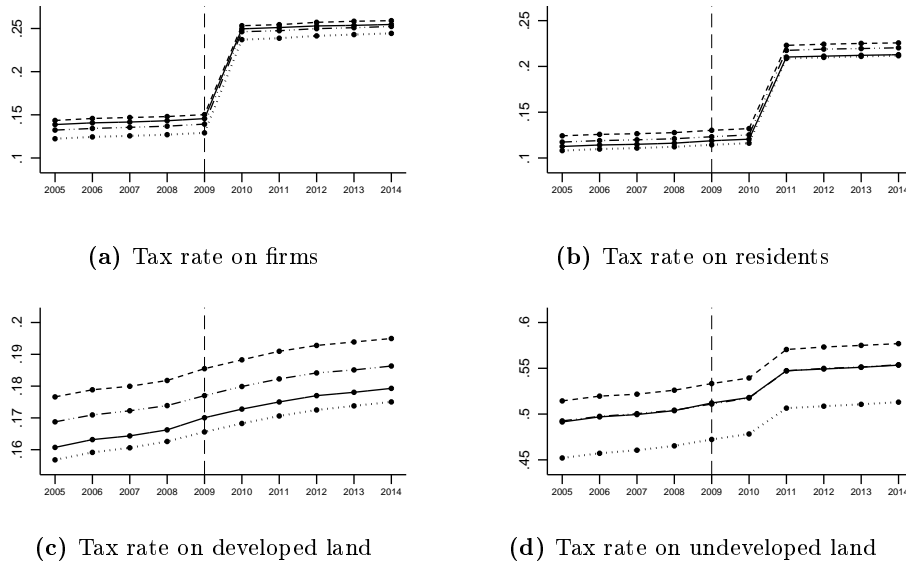 .25
.2
.15
.1
2005 2006 2007 2008 2009 2010 2011 2012 2013 2014
(a) Tax rate on firms
.25
.2
.15
.1
2005 2006 2007 2008 2009 2010 2011 2012 2013 2014
(b) Tax rate on residents
.2
.19
.18
.17
.16
2005 2006 2007 2008 2009 2010 2011 2012 2013 2014
(c) Tax rate on developed land
.6
.55
.5
.45
2005 2006 2007 2008 2009 2010 2011 2012 2013 2014
(d) Tax rate on undeveloped land